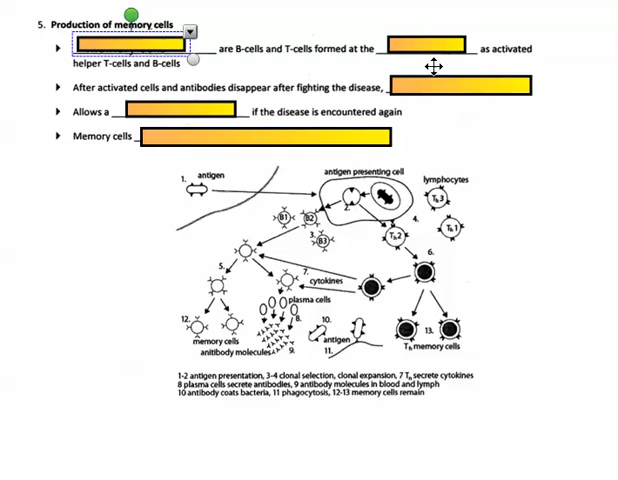 5. Production of memory cells
are B-cells and T-cells formed at the as activated
helper T-cells and B-cells
After activated cells and antibodies disappear after fighting the disease,
Allows a if the disease is encountered again
Memory cells
1. antigen
antigen presenting cell
lymphocytes
Th3
2.
B1 B2
4.
Th1
3. B3
Th2
6.
5.
7. cytokines
plasma cells
12.
8.
10.
13.
memory cells
antigen
Th memory cells
anitibody molecules
9.
11.
1-2 antigen presentation, 3-4 clonal selection, clonal expansion, 7 Th secrete cytokines
8 plasma cells secrete antibodies, 9 antibody molecules in blood and lymph
10 antibody coats bacteria, 11 phagocytosis, 12-13 memory cells remain